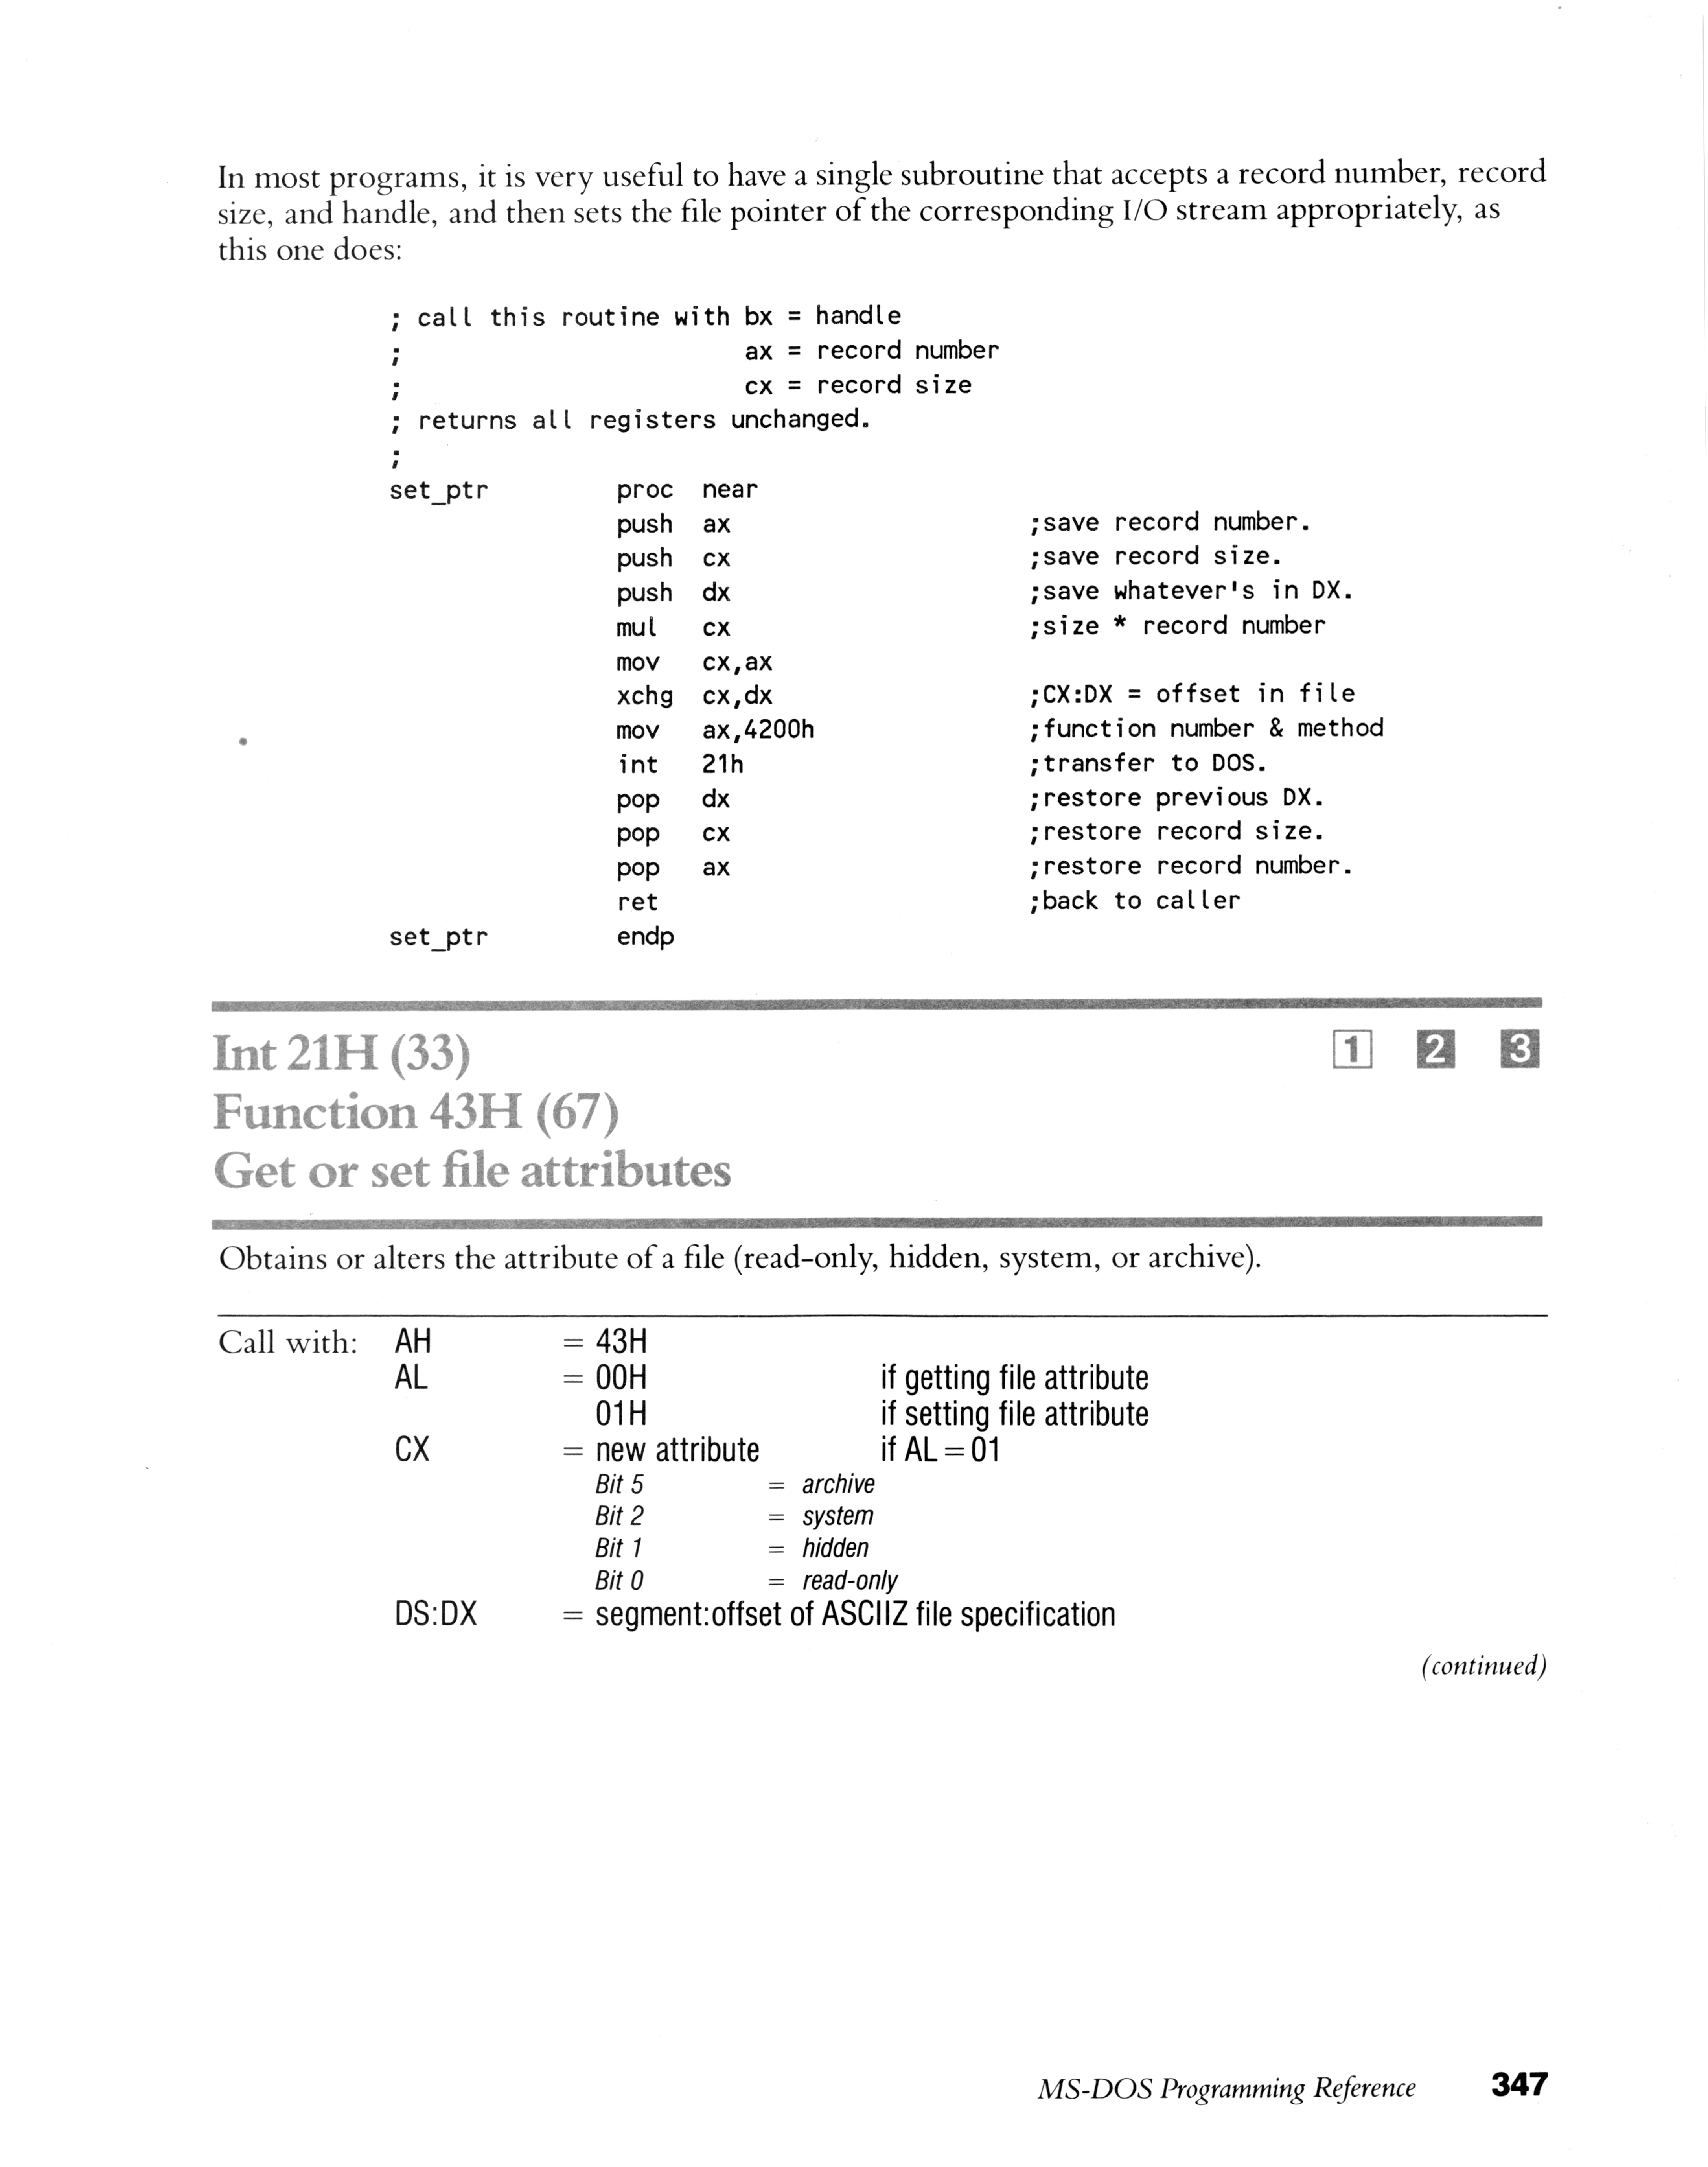 In most programs, it is very useful to have a single subroutine that accepts a record number, record
size, and handle, and then sets the file pointer of the corresponding I/O stream appropriately, as
this one does:
; call this routine with bx = handle
;                        ax = record number
;                        cx = record size
; returns all registers unchanged.
;
set_ptr         proc  near
                push  ax                     ;save record number.
                push  cx                     ;save record size.
                push  dx                     ;save whatever's in DX.
                mul   cx                     ;size * record number
                mov   cx,ax
                xchg  cx,dx                  ;CX:DX = offset in file
                mov   ax,4200h               ;function number & method
                int   21h                    ;transfer to DOS.
                pop   dx                     ;restore previous DX.
                pop   cx                     ;restore record size.
                pop   ax                     ;restore record number.
                ret                          ;back to caller
set_ptr         endp
Int 21H (33) 1 2 3
Function 43H (67)
Get or set file attributes
Obtains or alters the attribute of a file (read-only, hidden, system, or archive).
Call with: AH = 43H
AL = 00H if getting file attribute
01H if setting file attribute
CX = new attribute if AL = 01
Bit 5 = archive
Bit 2 = system
Bit 1 = hidden
Bit 0 = read-only
DS:DX = segment:offset of ASCIIZ file specification
(continued)
MS-DOS Programming Reference 347